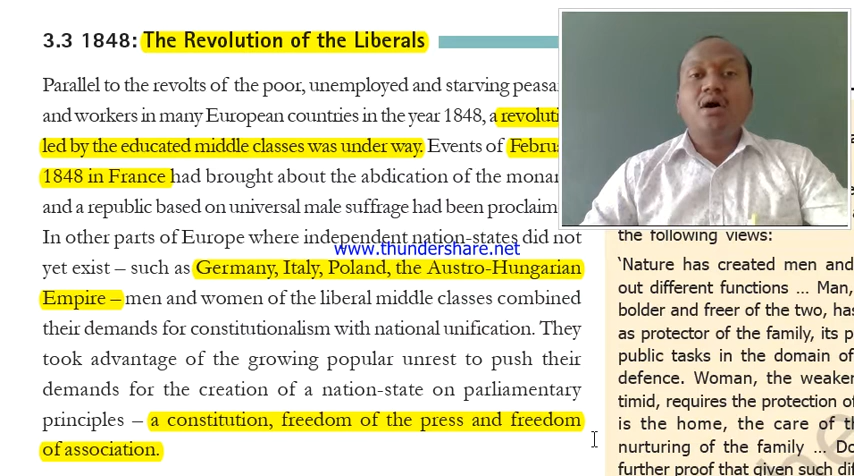 3.3 1848: The Revolution of the Liberals
Parallel to the revolts of the poor, unemployed and starving
and workers in many European countries in the year 1848, a
led by the educated middle classes was under way. Events of
1848 in France had brought about the abdication of the
and a republic based on universal male suffrage had been
In other parts of Europe where independent nation-states did not
www.thundershare.net
yet exist – such as Germany, Italy, Poland, the Austro-Hungarian
Empire – men and women of the liberal middle classes combined
their demands for constitutionalism with national unification. They
took advantage of the growing popular unrest to push their
demands for the creation of a nation-state on parliamentary
principles – a constitution, freedom of the press and freedom
of association.
the following views:
‘Nature has created men and
out different functions ... Man,
bolder and freer of the two, has
as protector of the family, its
public tasks in the domain of
defence. Woman, the weaker
timid, requires the protection of
is the home, the care of
nurturing of the family ...
further proof that given such